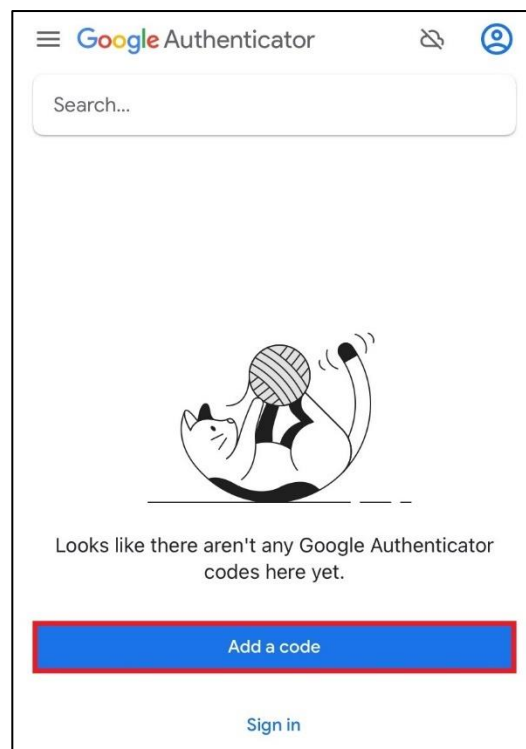 Google Authenticator
Search...
Looks like there aren't any Google Authenticator
codes here yet.
Add a code
Sign in